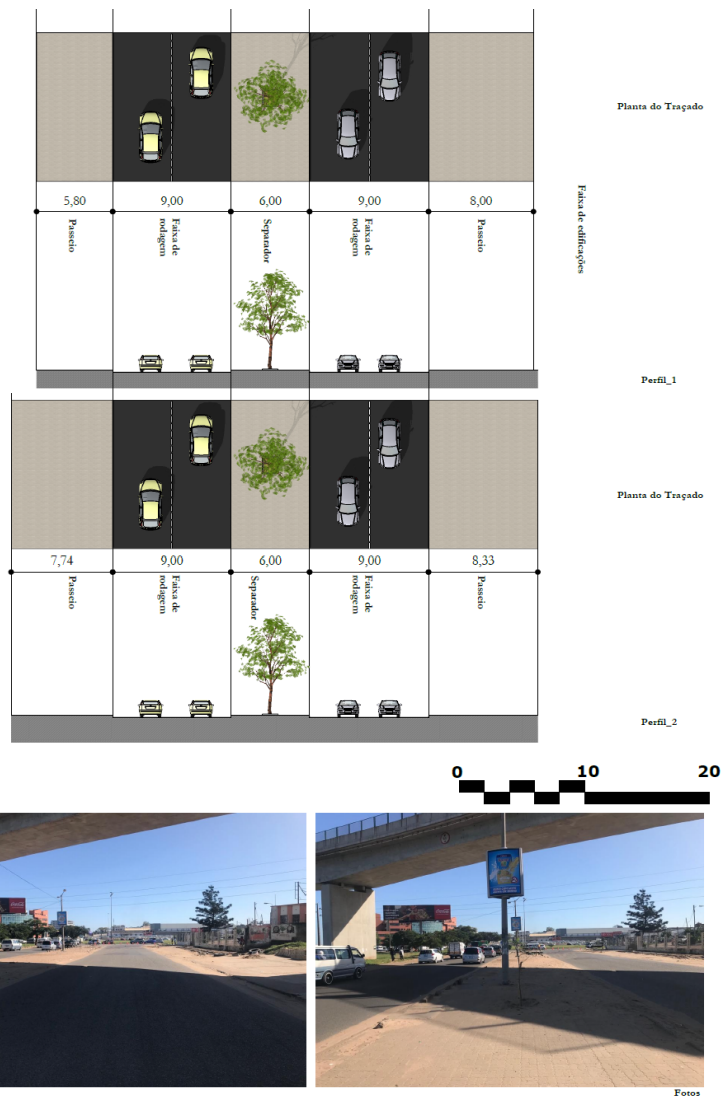 Planta do Traçado
5,80 9,00 6,00 9,00 8,00
Passeio
Faixa de
rodagem
Separador
Faixa de
rodagem
Passeio
Faixa de edificações
Perfil_1
Planta do Traçado
7,74 9,00 6,00 9,00 8,33
Passeio
Faixa de
rodagem
Separador
Faixa de
rodagem
Passeio
Perfil_2
0 10 20
Fotos